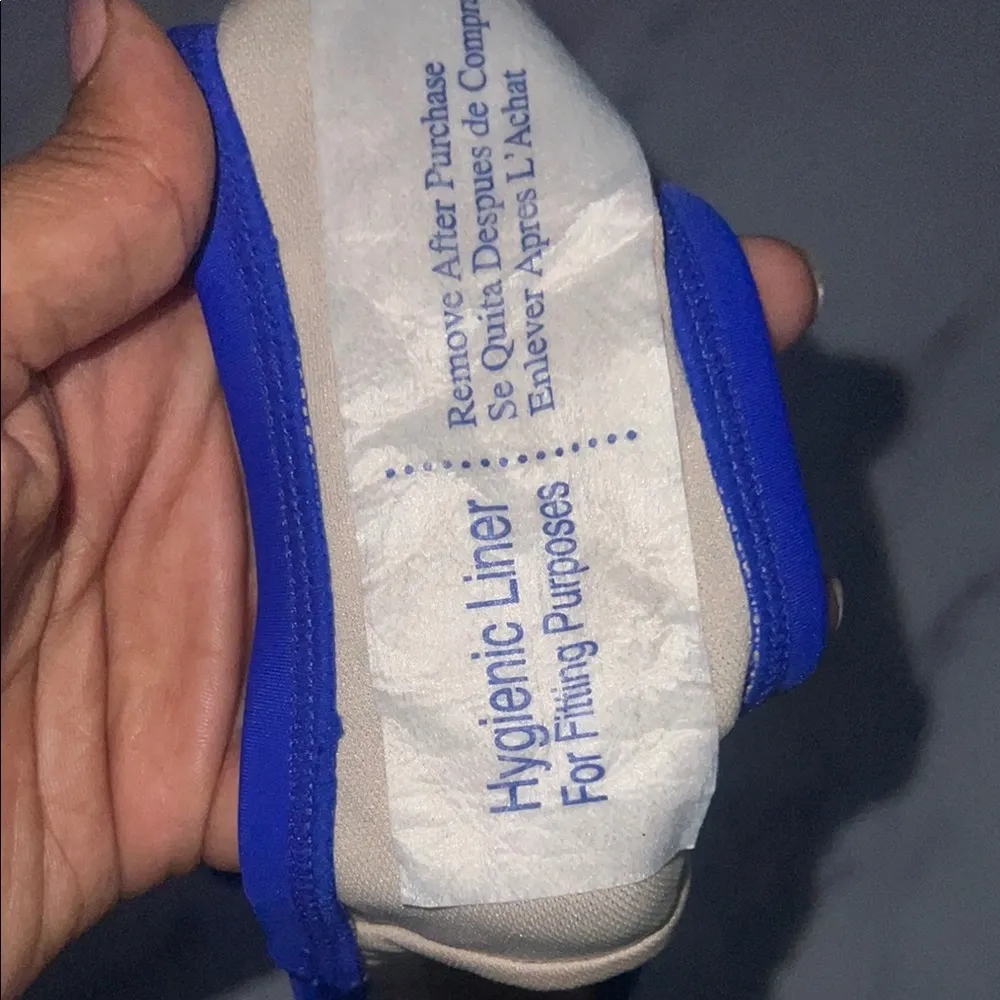 Remove After Purchase
Se Quita Despues de Compra
Enlever Apres L'Achat
Hygienic Liner
For Fitting Purposes